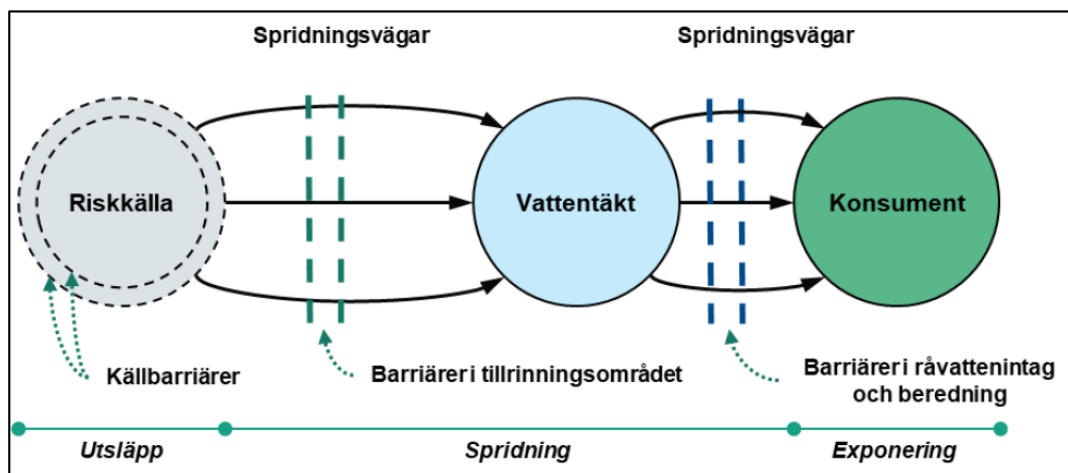 Spridningsvägar
Spridningsvägar
Riskkälla
Vattentäkt
Konsument
Källbarriärer
Barriärer i tillrinningsområdet
Barriärer i råvattenintag
och beredning
Utsläpp
Spridning
Exponering